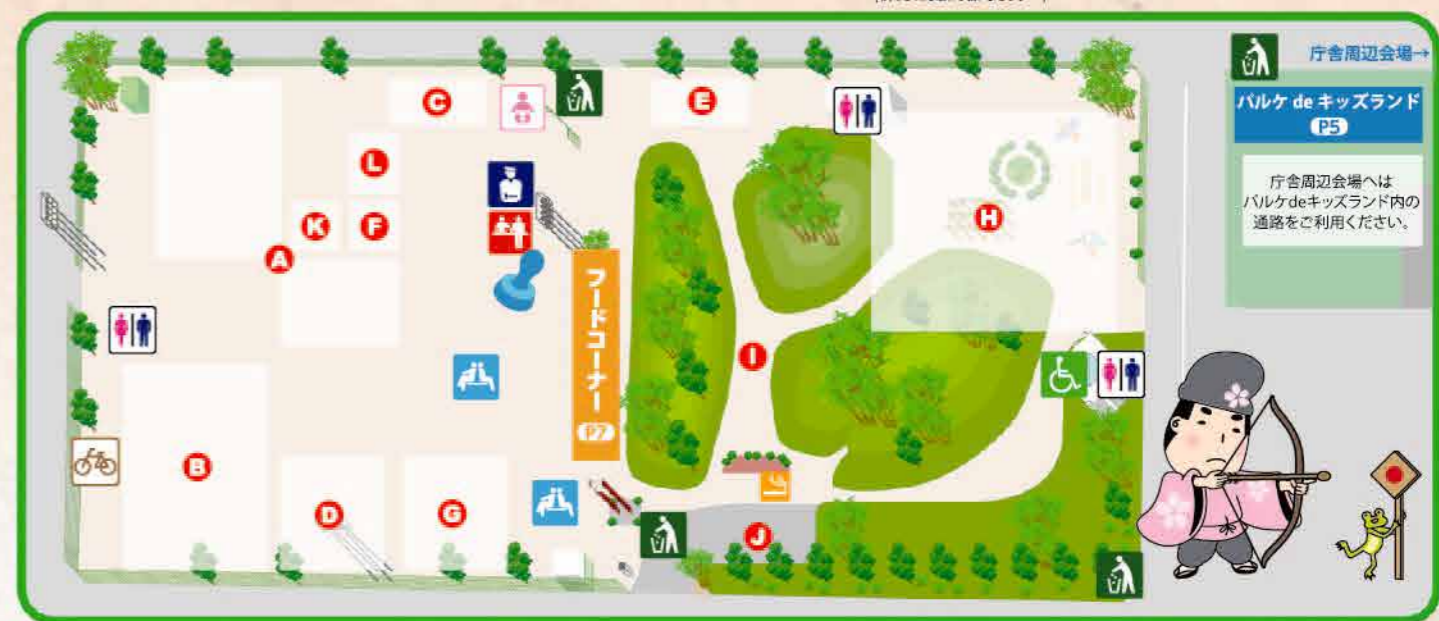 庁舎周辺会場→
パルケ de キッズランド
P5
庁舎周辺会場へは
パルケdeキッズランド内の
通路をご利用ください。
C
E
L
K
F
A
H
フードコーナー
P7
I
B
D
G
J